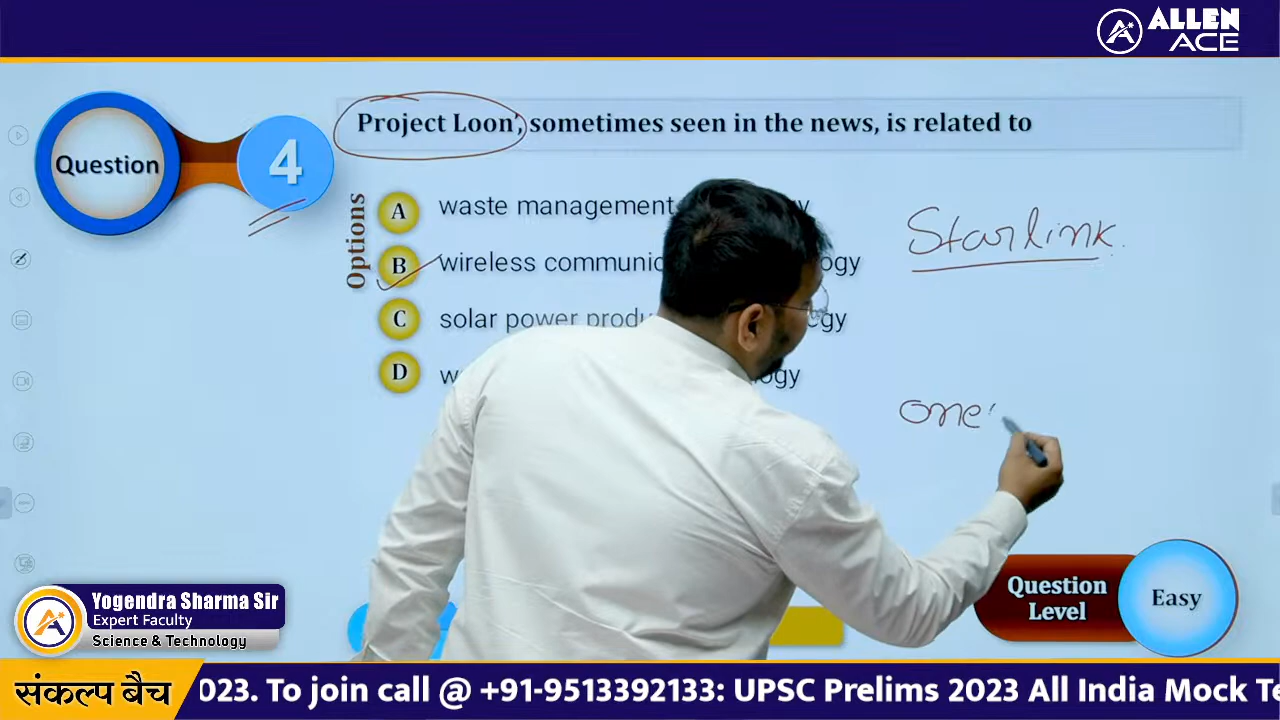 ALLEN
ACE
Question
4
Project Loon', sometimes seen in the news, is related to
Options
A waste management
B wireless communic ogy
C solar power produ
D
Starlink.
one
Question
Level
Easy
Yogendra Sharma Sir
Expert Faculty
Science & Technology
संकल्प बैच
023. To join call @ +91-9513392133: UPSC Prelims 2023 All India Mock Te